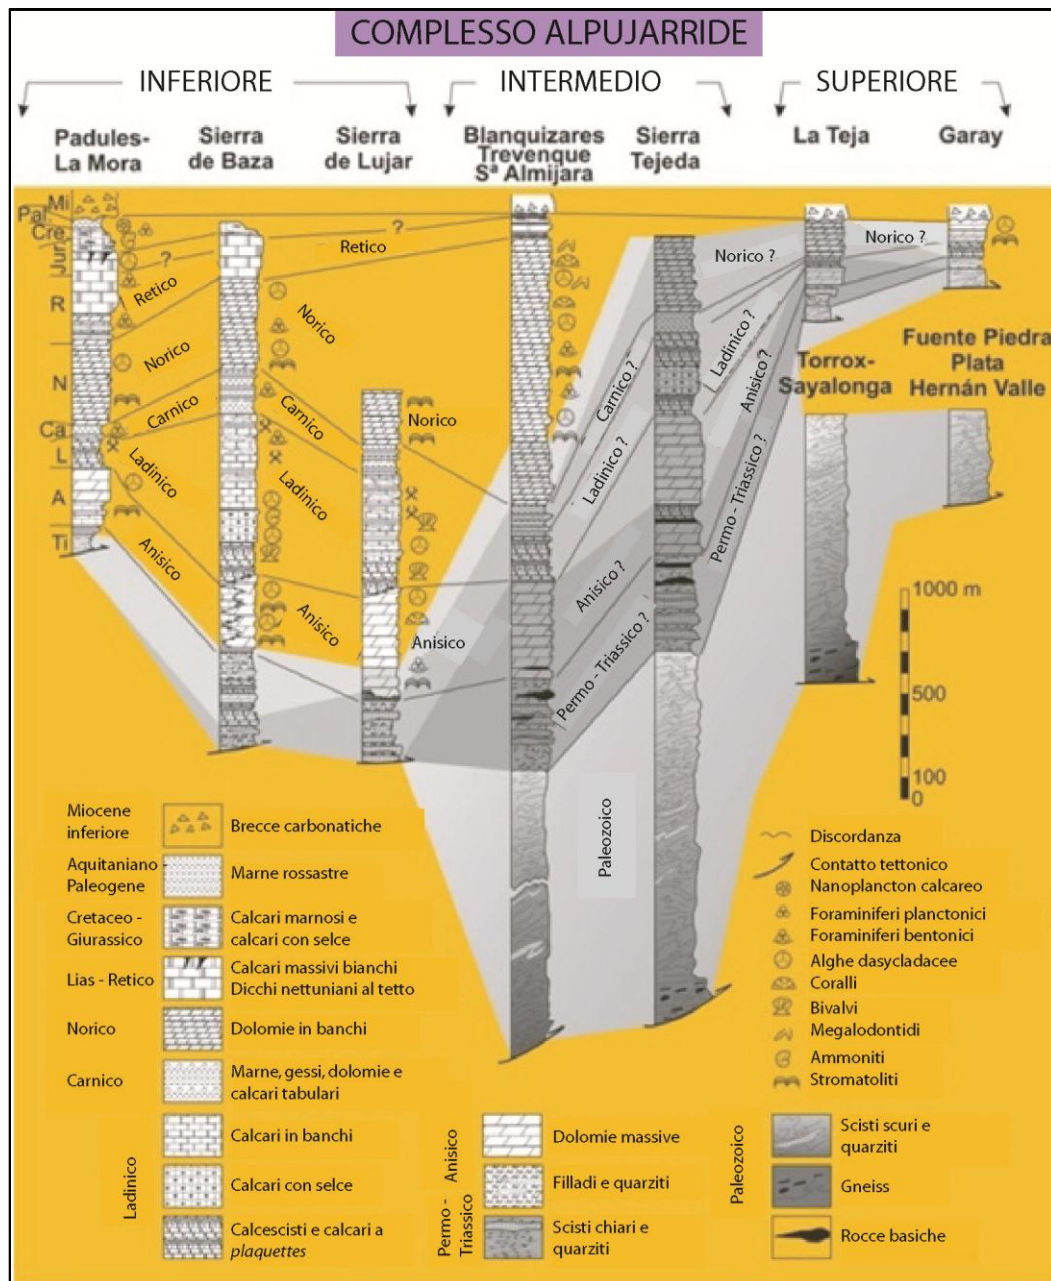 COMPLESSO ALPUJARRIDE
INFERIORE
INTERMEDIO
SUPERIORE
Padules-
La Mora
Sierra
de Baza
Sierra
de Lujar
Blanquizares
Trevenque
Sª Almijara
Sierra
Tejeda
La Teja
Garay
Mi
Pal.
Cre.
Jur.
R
N
Ca
L
A
Ti
?
?
Retico
Retico
Norico
Norico
Carnico
Carnico
Ladinico
Ladinico
Anisico
Anisico
Norico
Anisico
Norico ?
Norico ?
Carnico ?
Ladinico ?
Ladinico ?
Anisico ?
Anisico ?
Permo - Triassico ?
Permo - Triassico ?
Paleozoico
Torrox-
Sayalonga
Fuente Piedra
Plata
Hernán Valle
1000 m
500
100
0
Miocene
inferiore
Brecce carbonatiche
Aquitaniano -
Paleogene
Marne rossastre
Cretaceo -
Giurassico
Calcari marnosi e
calcari con selce
Lias - Retico
Calcari massivi bianchi
Dicchi nettuniani al tetto
Norico
Dolomie in banchi
Carnico
Marne, gessi, dolomie e
calcari tabulari
Ladinico
Calcari in banchi
Calcari con selce
Calcescisti e calcari a
plaquettes
Anisico
Dolomie massive
Permo -
Triassico
Filladi e quarziti
Scisti chiari e
quarziti
Discordanza
Contatto tettonico
Nanoplancton calcareo
Foraminiferi planctonici
Foraminiferi bentonici
Alghe dasycladacee
Coralli
Bivalvi
Megalodontidi
Ammoniti
Stromatoliti
Paleozoico
Scisti scuri e
quarziti
Gneiss
Rocce basiche